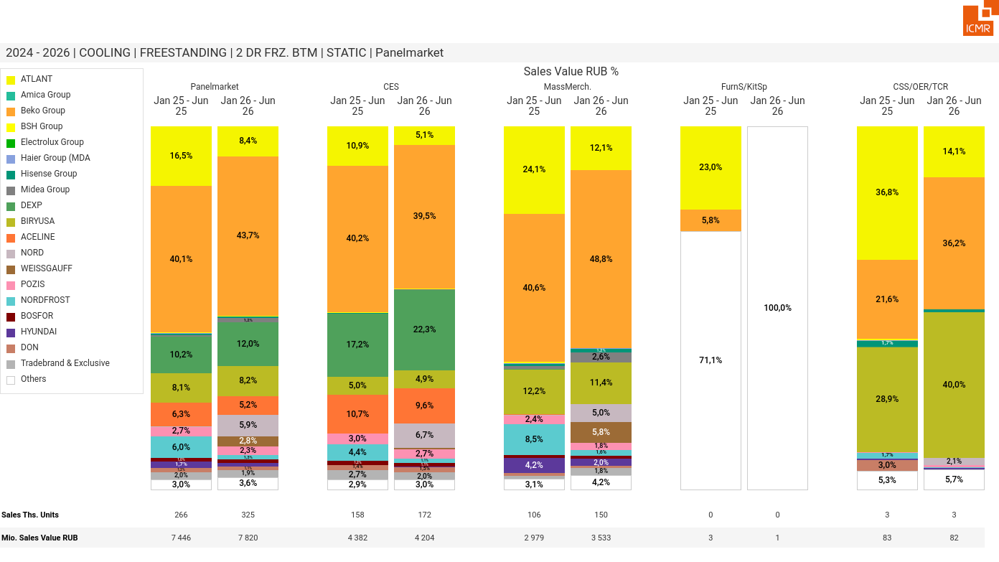 ICMR
2024 - 2026 | COOLING | FREESTANDING | 2 DR FRZ. BTM | STATIC | Panelmarket
Sales Value RUB %
ATLANT
Amica Group
Beko Group
BSH Group
Electrolux Group
Haier Group (MDA
Hisense Group
Midea Group
DEXP
BIRYUSA
ACELINE
NORD
WEISSGAUFF
POZIS
NORDFROST
BOSFOR
HYUNDAI
DON
Tradebrand & Exclusive
Others
Panelmarket
Jan 25 - Jun
25
16,5%
40,1%
10,2%
8,1%
6,3%
2,7%
6,0%
1,7%
2,0%
3,0%
Jan 26 - Jun
26
8,4%
43,7%
1,2%
12,0%
8,2%
5,2%
5,9%
2,8%
2,3%
1,3%
1,9%
3,6%
CES
Jan 25 - Jun
25
10,9%
40,2%
17,2%
5,0%
10,7%
3,0%
4,4%
1,4%
2,7%
2,9%
Jan 26 - Jun
26
5,1%
39,5%
22,3%
4,9%
9,6%
6,7%
2,7%
2,0%
3,0%
MassMerch.
Jan 25 - Jun
25
24,1%
40,6%
12,2%
2,4%
8,5%
4,2%
3,1%
Jan 26 - Jun
26
12,1%
48,8%
2,6%
11,4%
5,0%
5,8%
1,8%
1,6%
2,0%
1,8%
4,2%
FurnS/KitSp
Jan 25 - Jun
25
23,0%
5,8%
71,1%
Jan 26 - Jun
26
100,0%
CSS/OER/TCR
Jan 25 - Jun
25
36,8%
21,6%
1,7%
28,9%
1,7%
3,0%
5,3%
Jan 26 - Jun
26
14,1%
36,2%
40,0%
2,1%
5,7%
Sales Ths. Units 266 325 158 172 106 150 0 0 3 3
Mio. Sales Value RUB 7 446 7 820 4 382 4 204 2 979 3 533 3 1 83 82